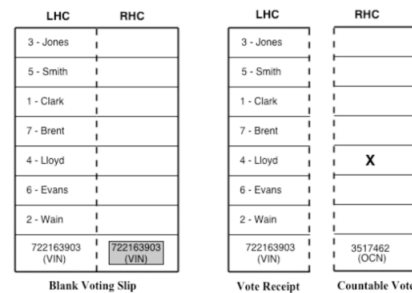 LHC RHC LHC RHC
3 - Jones 3 - Jones
5 - Smith 5 - Smith
1 - Clark 1 - Clark
7 - Brent 7 - Brent
4 - Lloyd 4 - Lloyd X
6 - Evans 6 - Evans
2 - Wain 2 - Wain
722163903 722163903 722163903 3517462
(VIN) (VIN) (VIN) (OCN)
Blank Voting Slip Vote Receipt Countable Vote